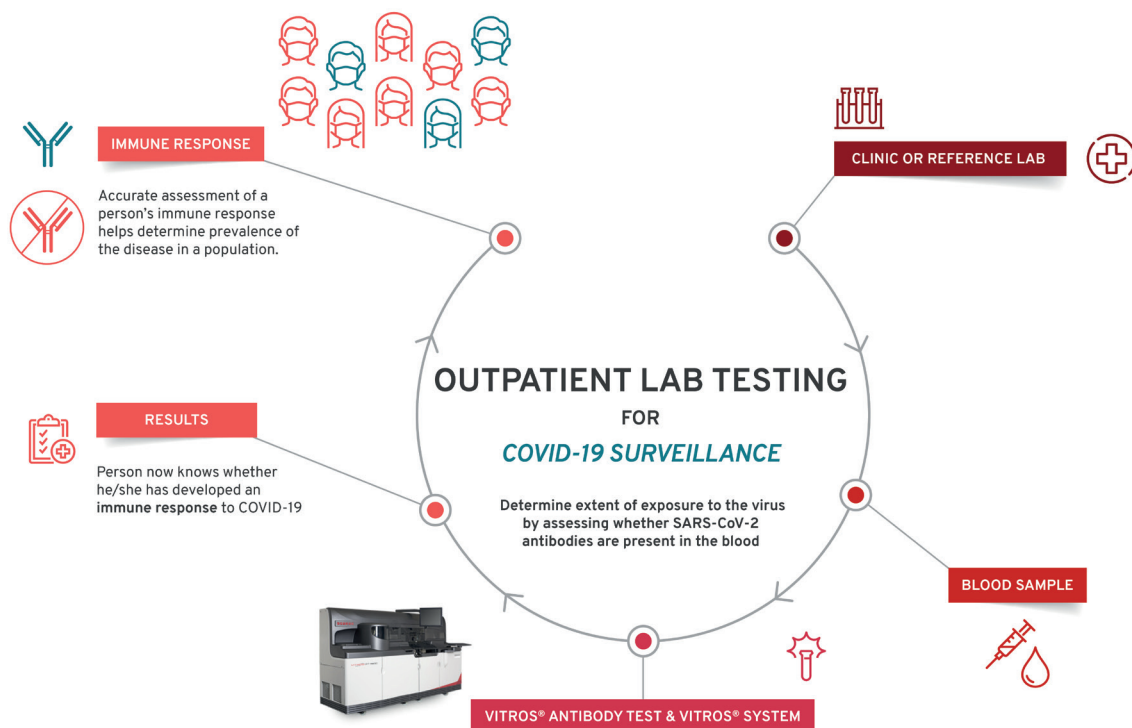 IMMUNE RESPONSE
Accurate assessment of a
person's immune response
helps determine prevalence of
the disease in a population.
CLINIC OR REFERENCE LAB
OUTPATIENT LAB TESTING
FOR
COVID-19 SURVEILLANCE
Determine extent of exposure to the virus
by assessing whether SARS-CoV-2
antibodies are present in the blood
RESULTS
Person now knows whether
he/she has developed an
immune response to COVID-19
BLOOD SAMPLE
VITROS® ANTIBODY TEST & VITROS® SYSTEM